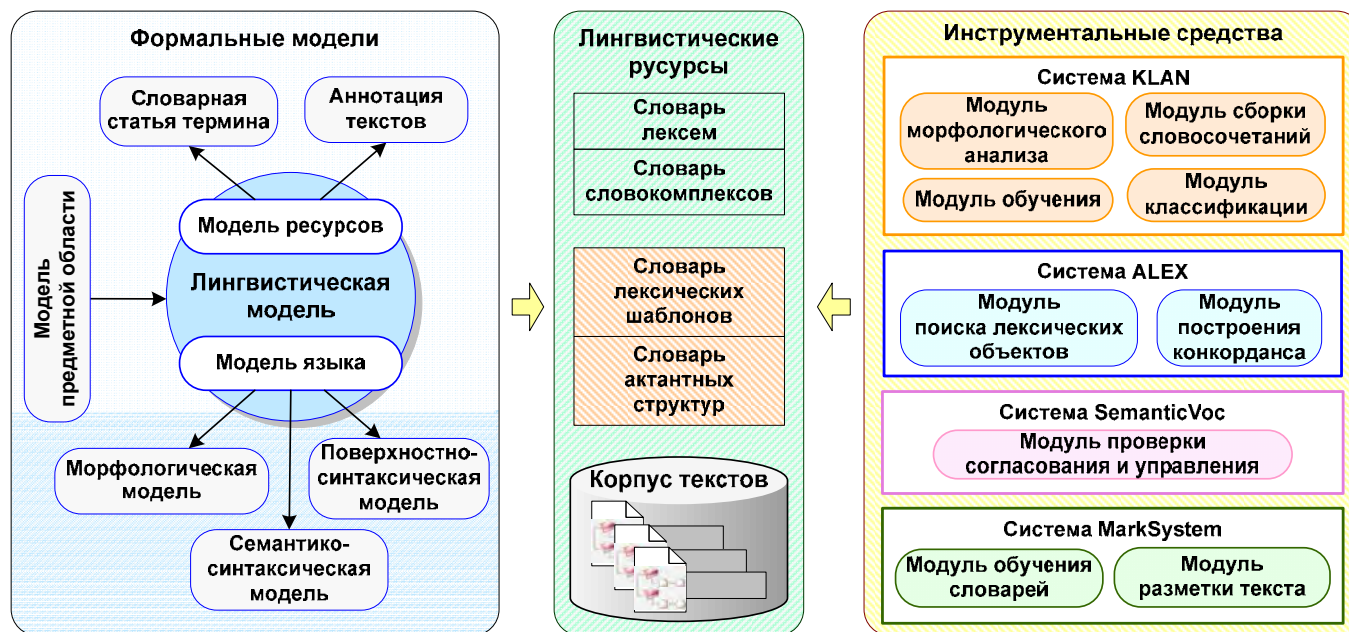 Формальные модели
Словарная
статья термина
Аннотация
текстов
Модель
предметной области
Модель ресурсов
Лингвистическая
модель
Модель языка
Морфологическая
модель
Поверхностно-
синтаксическая
модель
Семантико-
синтаксическая
модель
Лингвистические
русурсы
Словарь
лексем
Словарь
словокомплексов
Словарь
лексических
шаблонов
Словарь
актантных
структур
Корпус текстов
Инструментальные средства
Система KLAN
Модуль
морфологического
анализа
Модуль сборки
словосочетаний
Модуль обучения
Модуль
классификации
Система ALEX
Модуль
поиска лексических
объектов
Модуль
построения
конкорданса
Система SemanticVoc
Модуль проверки
согласования и управления
Система MarkSystem
Модуль обучения
словарей
Модуль
разметки текста